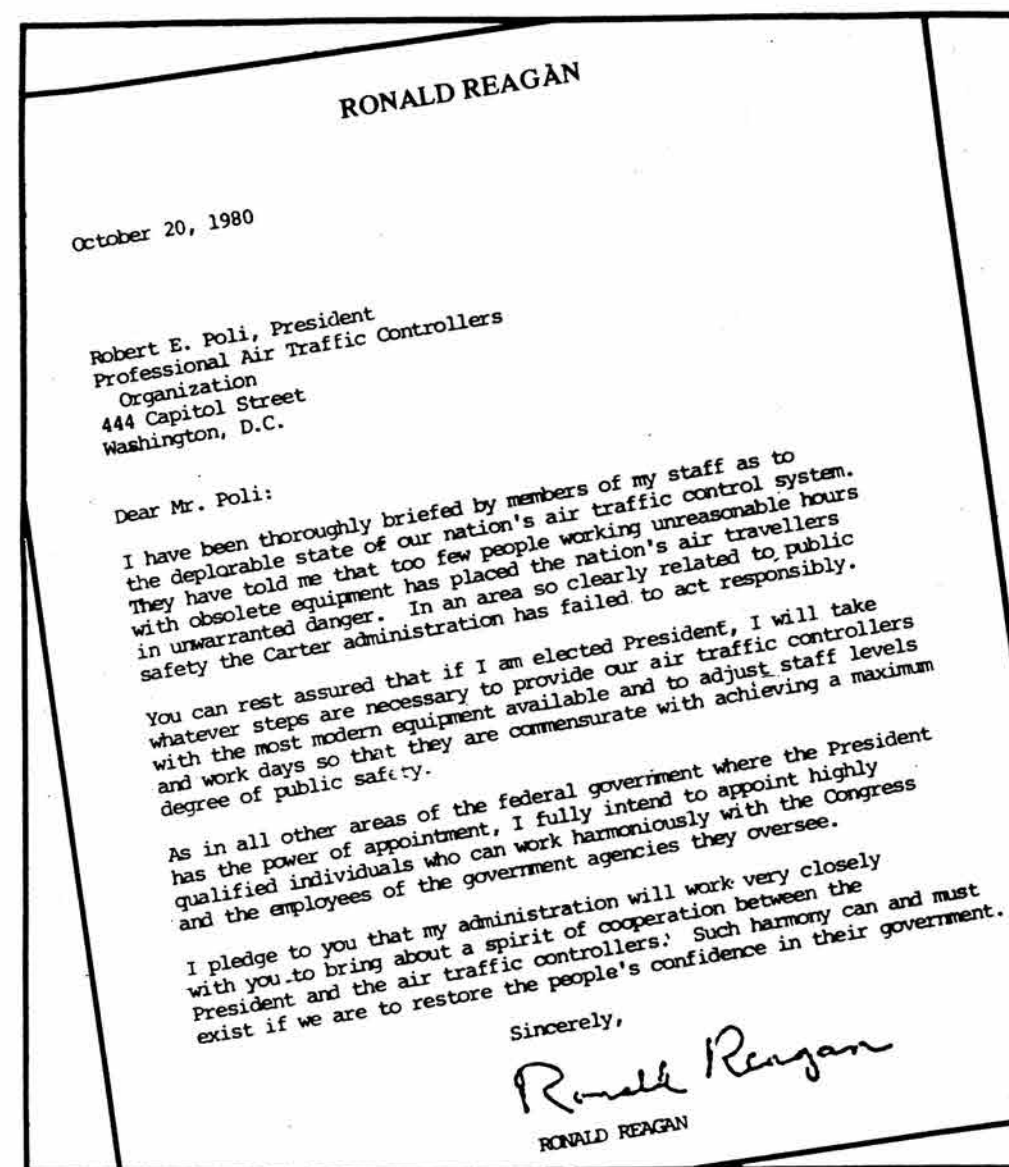 RONALD REAGAN
October 20, 1980
Robert E. Poli, President
Professional Air Traffic Controllers
Organization
444 Capitol Street
Washington, D.C.
Dear Mr. Poli:
I have been thoroughly briefed by members of my staff as to
the deplorable state of our nation's air traffic control system.
They have told me that too few people working unreasonable hours
with obsolete equipment has placed the nation's air travellers
in unwarranted danger. In an area so clearly related to public
safety the Carter administration has failed to act responsibly.
You can rest assured that if I am elected President, I will take
whatever steps are necessary to provide our air traffic controllers
with the most modern equipment available and to adjust staff levels
and work days so that they are commensurate with achieving a maximum
degree of public safety.
As in all other areas of the federal government where the President
has the power of appointment, I fully intend to appoint highly
qualified individuals who can work harmoniously with the Congress
and the employees of the government agencies they oversee.
I pledge to you that my administration will work very closely
with you to bring about a spirit of cooperation between the
President and the air traffic controllers. Such harmony can and must
exist if we are to restore the people's confidence in their government.
Sincerely,
Ronald Reagan
RONALD REAGAN